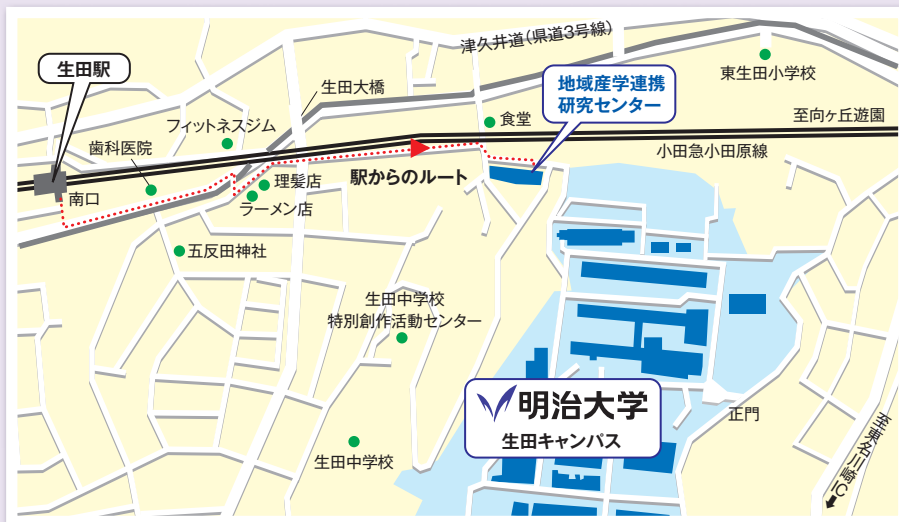 津久井道（県道3号線）
生田駅
東生田小学校
生田大橋
地域産学連携
研究センター
至向ヶ丘遊園
食堂
フィットネスジム
歯科医院
小田急小田原線
駅からのルート
理髪店
南口
ラーメン店
五反田神社
生田中学校
特別創作活動センター
明治大学
生田キャンパス
正門
至東名川崎IC
生田中学校